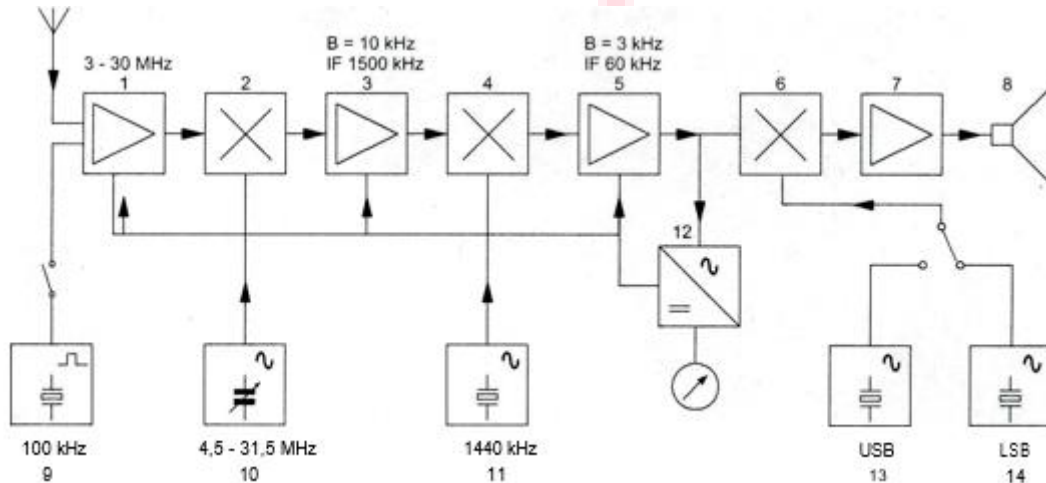 B = 10 kHz
IF 1500 kHz
B = 3 kHz
IF 60 kHz
3 - 30 MHz
1
2
3
4
5
6
7
8
12
100 kHz
9
4,5 - 31,5 MHz
10
1440 kHz
11
USB
13
LSB
14